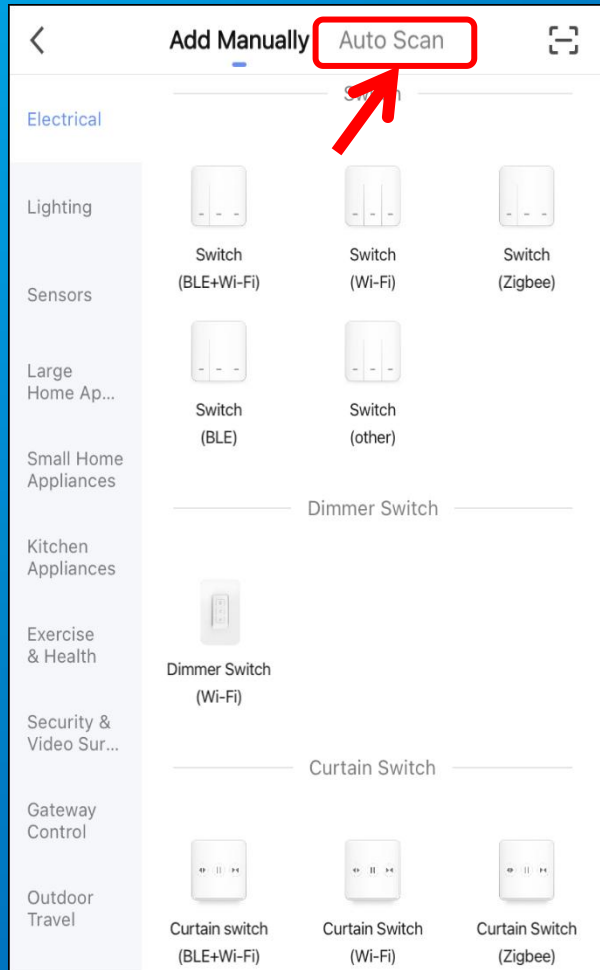 Add Manually Auto Scan
Switch
Electrical
Lighting
Sensors
Large
Home Ap...
Small Home
Appliances
Kitchen
Appliances
Exercise
& Health
Security &
Video Sur...
Gateway
Control
Outdoor
Travel
Switch
(BLE+Wi-Fi)
Switch
(Wi-Fi)
Switch
(Zigbee)
Switch
(BLE)
Switch
(other)
Dimmer Switch
Dimmer Switch
(Wi-Fi)
Curtain Switch
Curtain switch
(BLE+Wi-Fi)
Curtain Switch
(Wi-Fi)
Curtain Switch
(Zigbee)